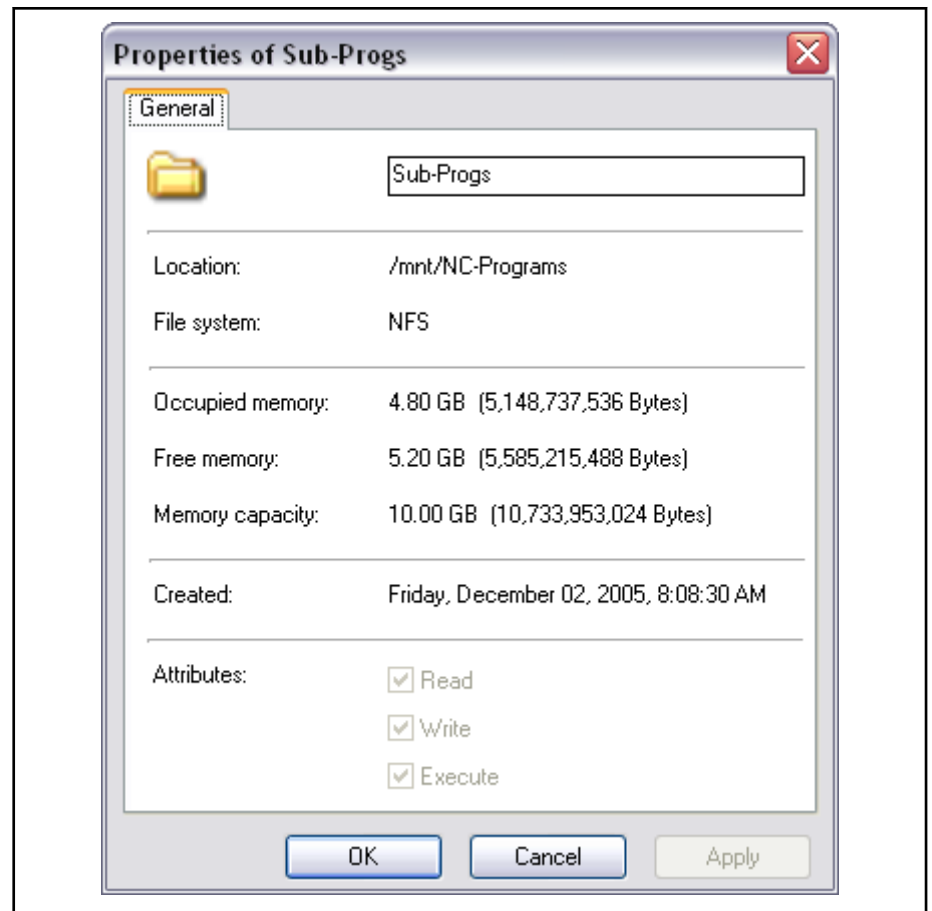 Properties of Sub-Progs
General
Sub-Progs
Location: /mnt/NC-Programs
File system: NFS
Occupied memory: 4.80 GB (5,148,737,536 Bytes)
Free memory: 5.20 GB (5,585,215,488 Bytes)
Memory capacity: 10.00 GB (10,733,953,024 Bytes)
Created: Friday, December 02, 2005, 8:08:30 AM
Attributes: Read
Write
Execute
OK Cancel Apply